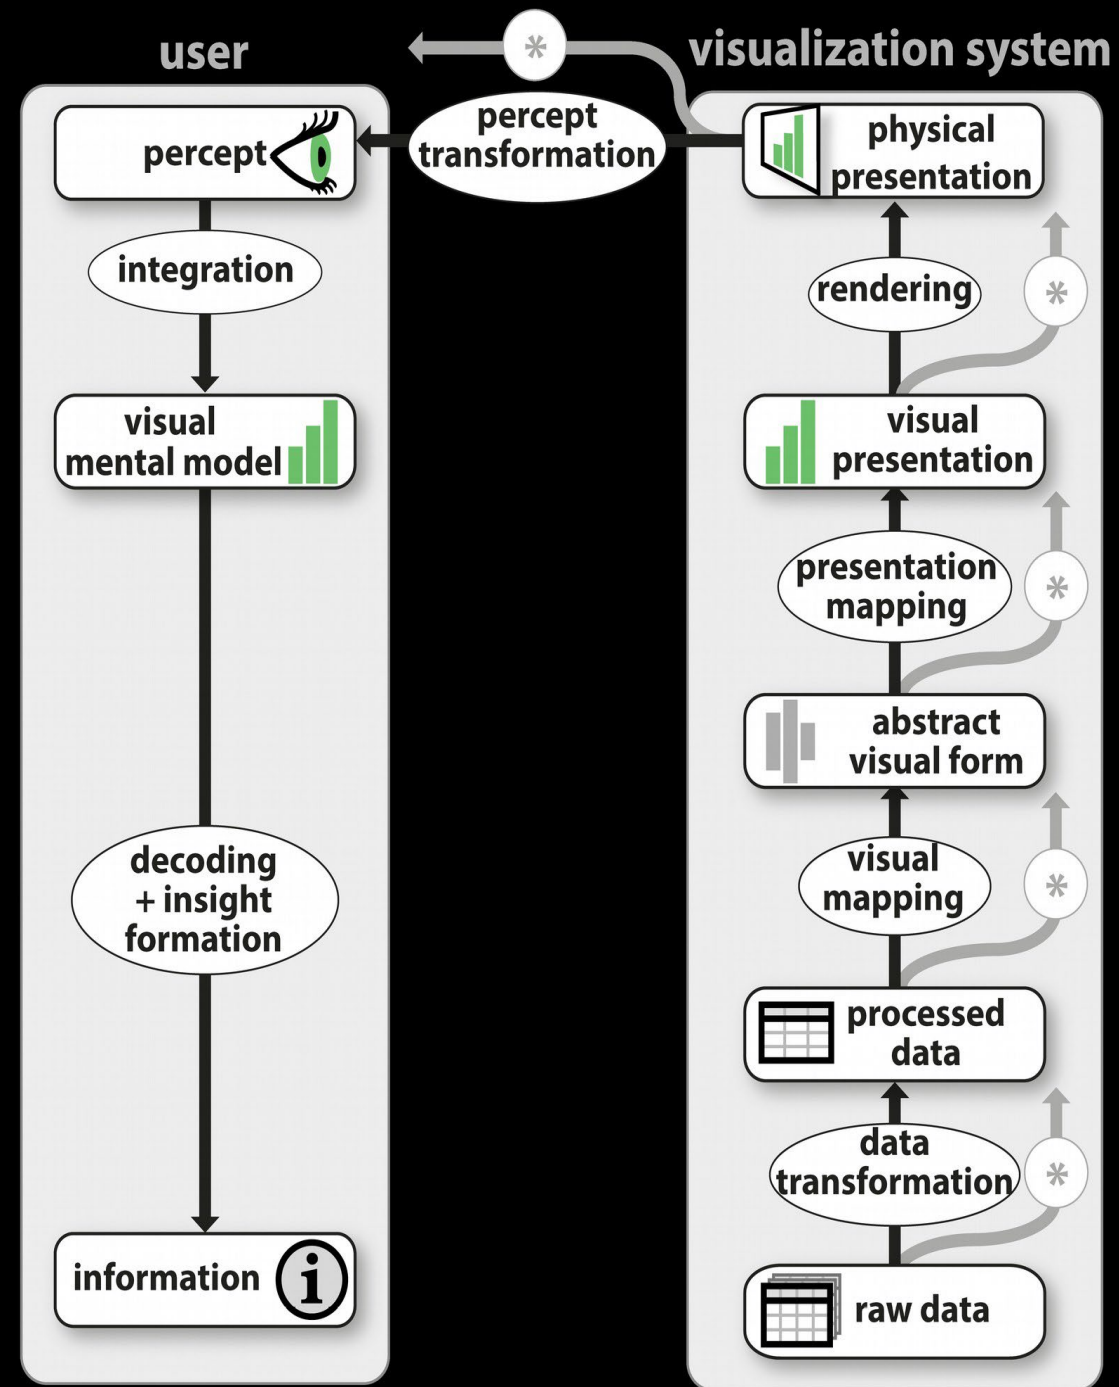 user
*
visualization system
percept
percept
transformation
physical
presentation
integration
rendering
*
visual
mental model
visual
presentation
presentation
mapping
*
abstract
visual form
decoding
+ insight
formation
visual
mapping
*
processed
data
data
transformation
*
information
i
raw data